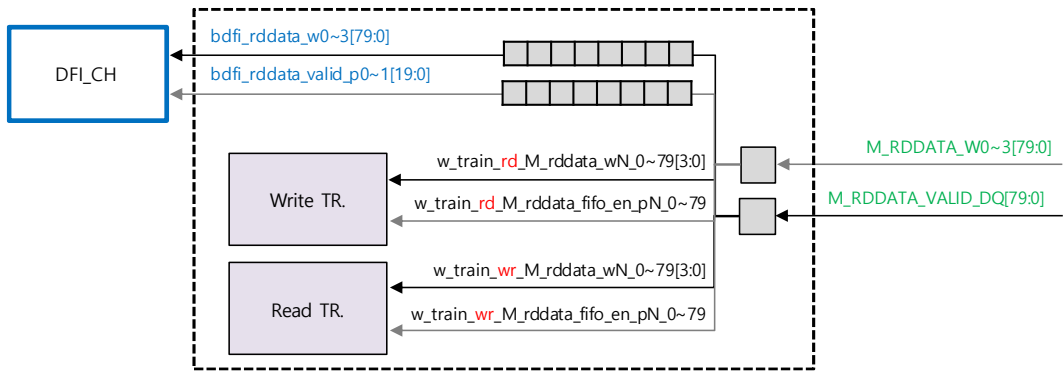 bdfi_rddata_w0~3[79:0]
DFI_CH
bdfi_rddata_valid_p0~1[19:0]
M_RDDATA_W0~3[79:0]
w_train_rd_M_rddata_wN_0~79[3:0]
Write TR.
M_RDDATA_VALID_DQ[79:0]
w_train_rd_M_rddata_fifo_en_pN_0~79
w_train_wr_M_rddata_wN_0~79[3:0]
Read TR.
w_train_wr_M_rddata_fifo_en_pN_0~79